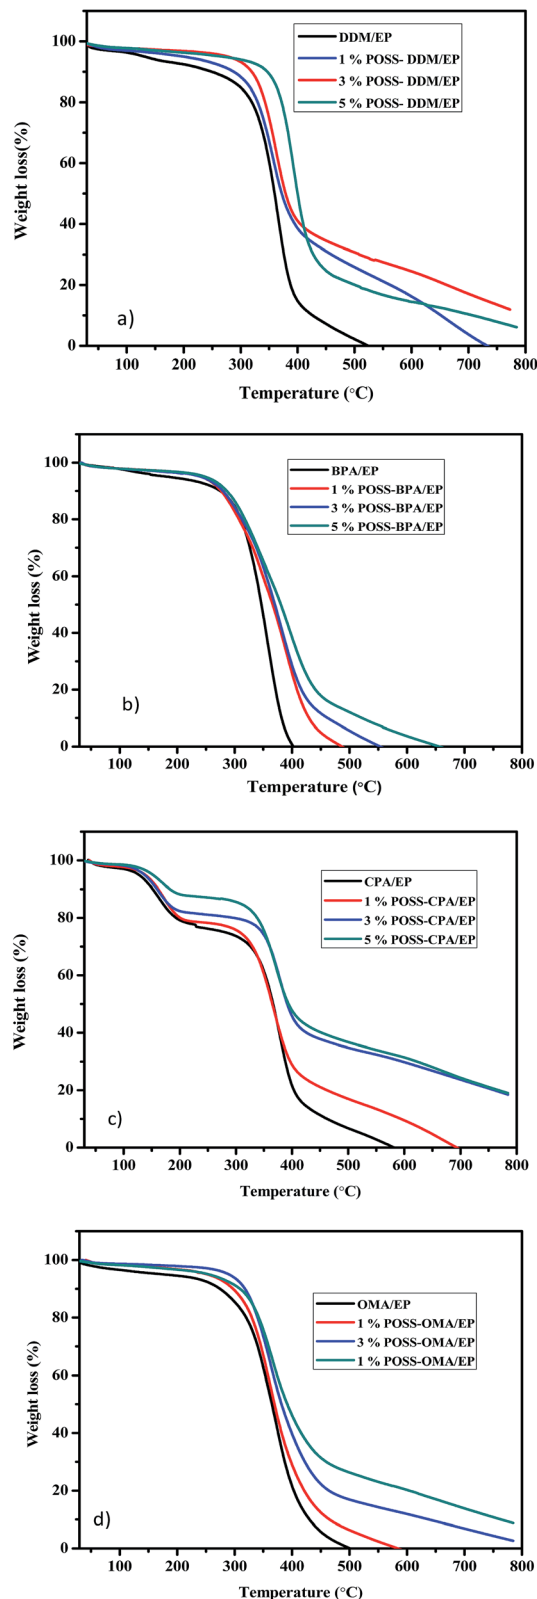 DDM/EP
1 % POSS- DDM/EP
3 % POSS- DDM/EP
5 % POSS- DDM/EP
Weight loss(%)
100
80
60
40
20
0
a)
100 200 300 400 500 600 700 800
Temperature (°C)
BPA/EP
1 % POSS-BPA/EP
3 % POSS-BPA/EP
5 % POSS-BPA/EP
Weight loss (%)
100
80
60
40
20
0
b)
100 200 300 400 500 600 700 800
Temperature (°C)
CPA/EP
1 % POSS-CPA/EP
3 % POSS-CPA/EP
5 % POSS-CPA/EP
Weight loss (%)
100
80
60
40
20
0
c)
100 200 300 400 500 600 700 800
Temperature (°C)
OMA/EP
1 % POSS-OMA/EP
3 % POSS-OMA/EP
1 % POSS-OMA/EP
Weight loss (%)
100
80
60
40
20
0
d)
100 200 300 400 500 600 700 800
Temperature (°C)